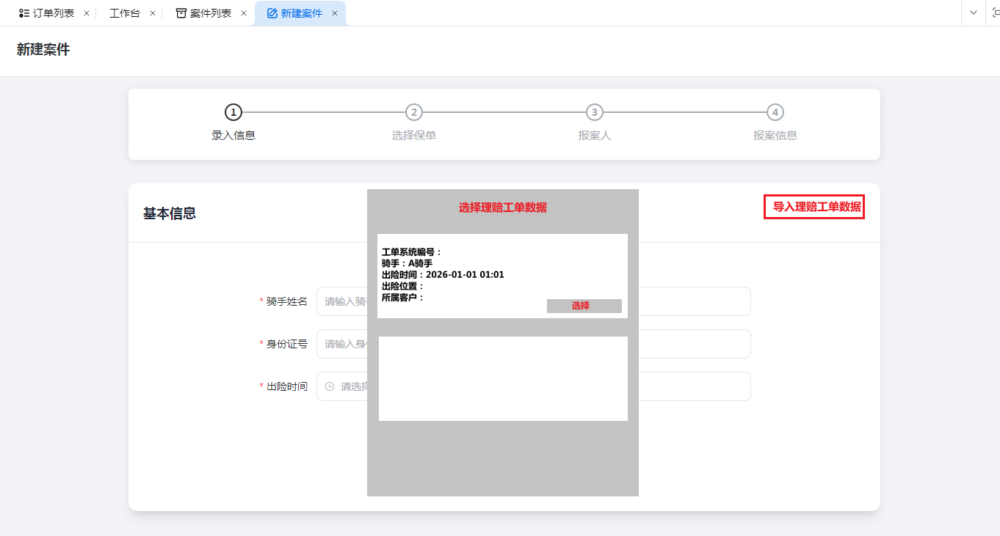 订单列表 工作台 案件列表 新建案件
新建案件
1 2 3 4
录入信息 选择保单 报案人 报案信息
基本信息
导入理赔工单数据
选择理赔工单数据
工单系统编号：
骑手：A骑手
出险时间：2026-01-01 01:01
出险位置：
所属客户：
选择
* 骑手姓名 请输入骑
* 身份证号 请输入身
* 出险时间 请选择